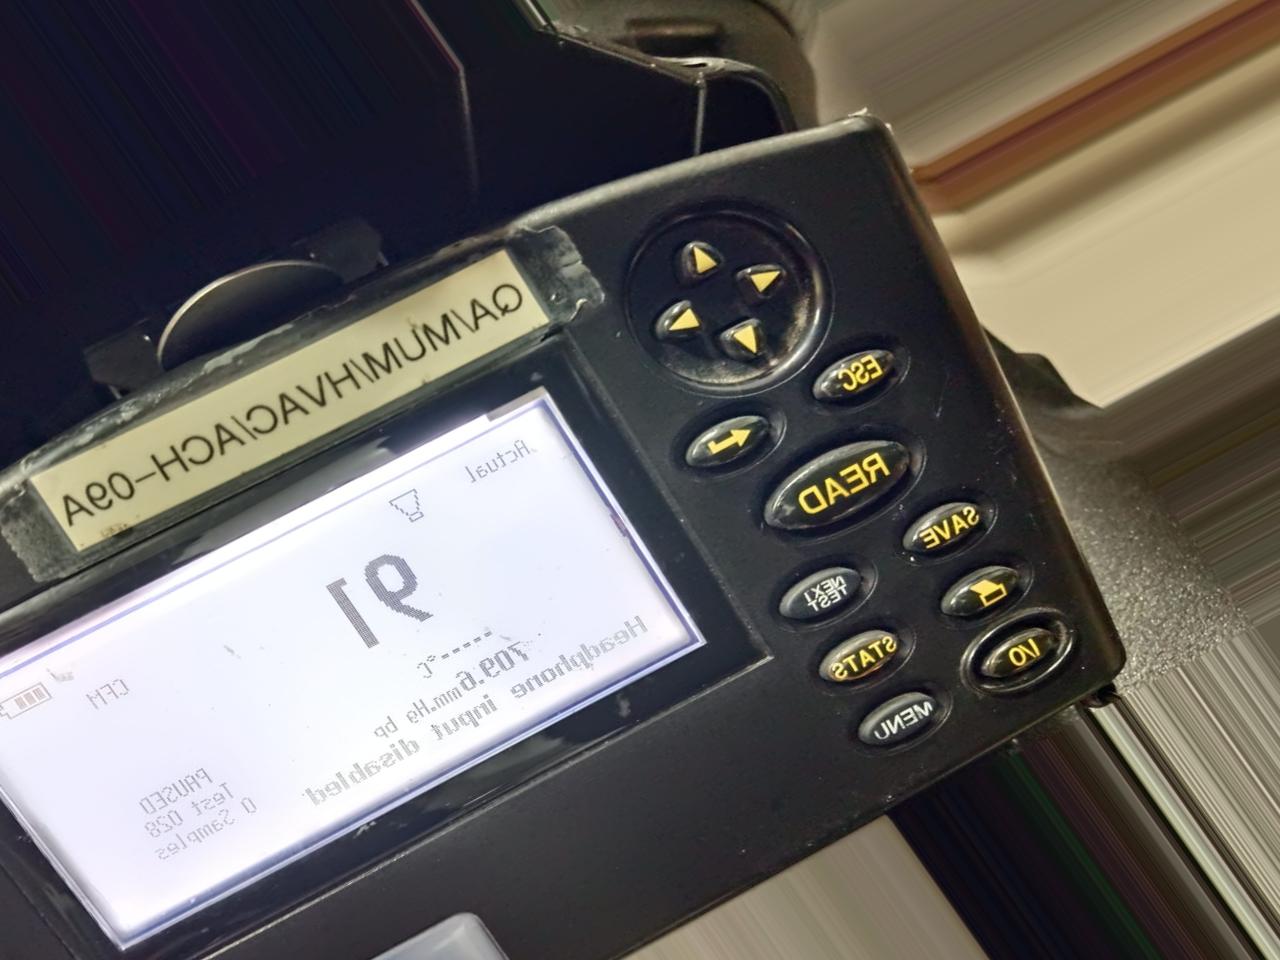 QA/MUM/HVAC/ACH-09A
Actual
91
CFM
-----°C
709.6mm.Hg bp
Headphone input disabled.
PAUSED
Test 028
0 Samples
ESC
READ
SAVE
NEXT
TEST
STATS
I/O
MENU